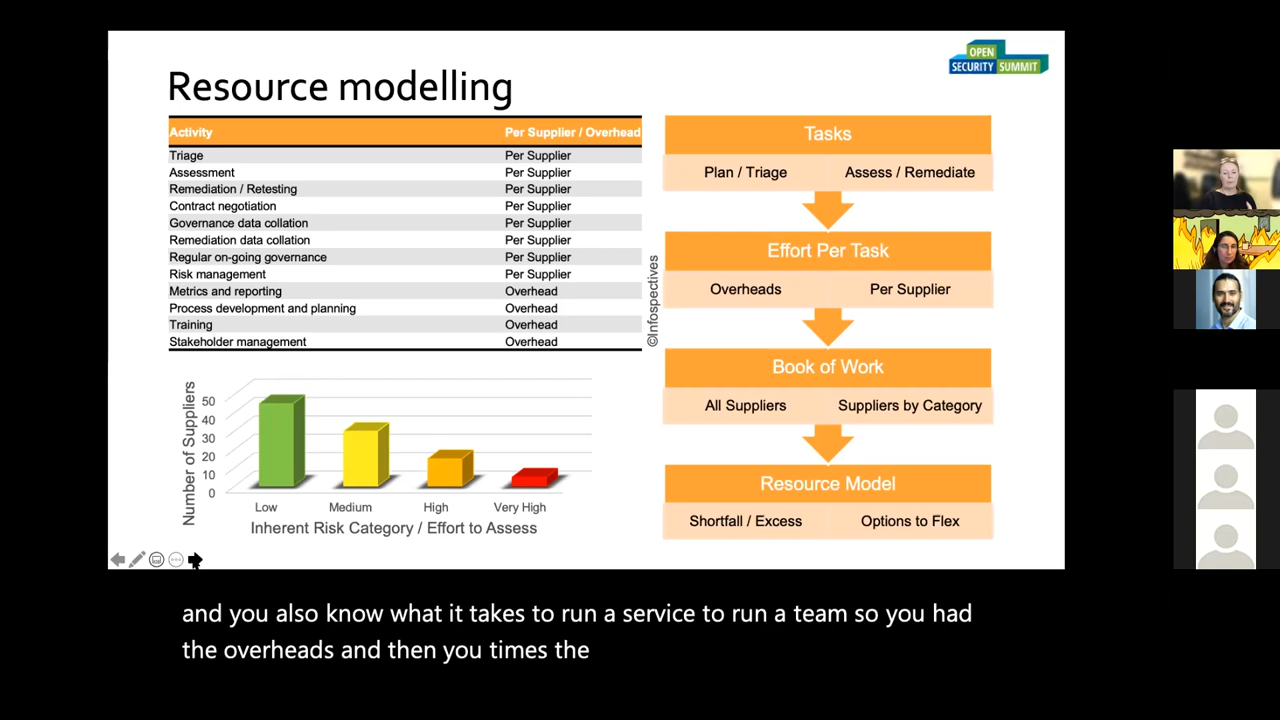 OPEN
SECURITY SUMMIT
Resource modelling
Activity Per Supplier / Overhead
Triage Per Supplier
Assessment Per Supplier
Remediation / Retesting Per Supplier
Contract negotiation Per Supplier
Governance data collation Per Supplier
Remediation data collation Per Supplier
Regular on-going governance Per Supplier
Risk management Per Supplier
Metrics and reporting Overhead
Process development and planning Overhead
Training Overhead
Stakeholder management Overhead
©Infospectives
Tasks
Plan / Triage Assess / Remediate
Effort Per Task
Overheads Per Supplier
Book of Work
All Suppliers Suppliers by Category
Resource Model
Shortfall / Excess Options to Flex
Number of Suppliers
50
40
30
20
10
0
Low Medium High Very High
Inherent Risk Category / Effort to Assess
and you also know what it takes to run a service to run a team so you had
the overheads and then you times the